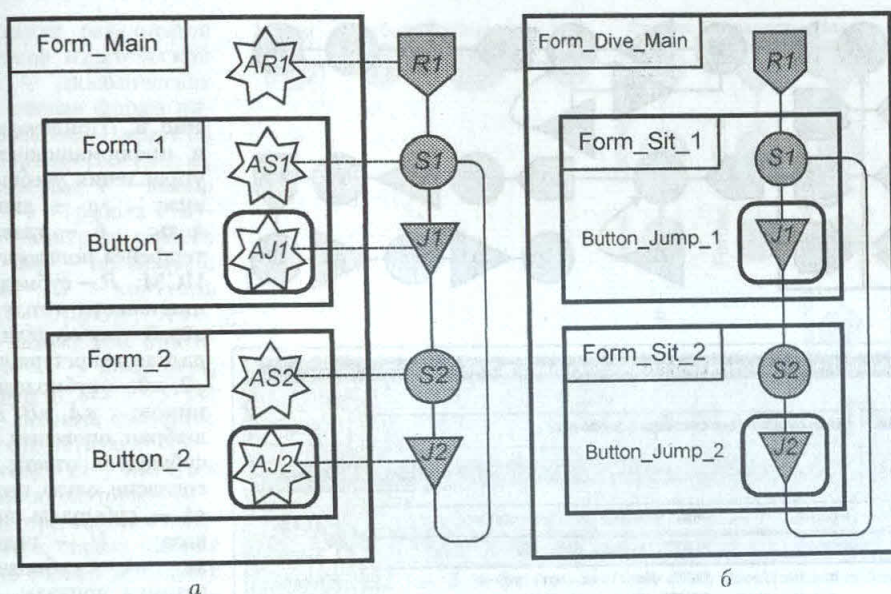 Form_Main
AR1
R1
Form_1
AS1
S1
Button_1
AJ1
J1
Form_2
AS2
S2
Button_2
AJ2
J2
а
Form_Dive_Main
R1
Form_Sit_1
S1
Button_Jump_1
J1
Form_Sit_2
S2
Button_Jump_2
J2
б